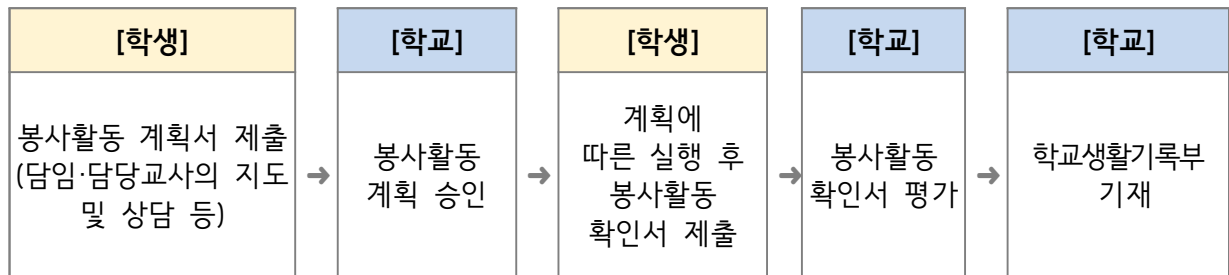 [학생]
봉사활동 계획서 제출
(담임·담당교사의 지도
및 상담 등)
→
[학교]
봉사활동
계획 승인
→
[학생]
계획에
따른 실행 후
봉사활동
확인서 제출
→
[학교]
봉사활동
확인서 평가
→
[학교]
학교생활기록부
기재